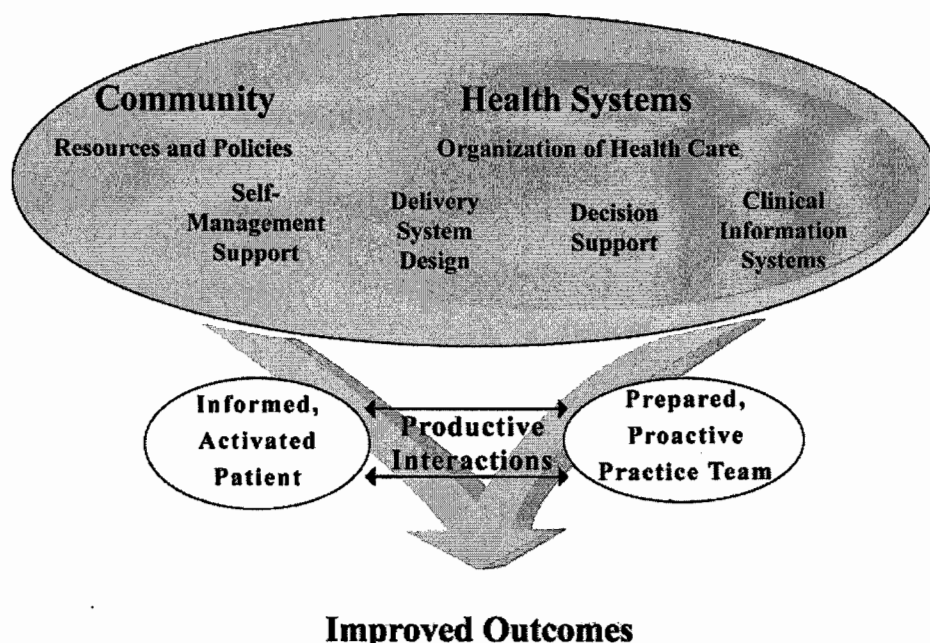 Community
Resources and Policies
Health Systems
Organization of Health Care
Self-
Management
Support
Delivery
System
Design
Decision
Support
Clinical
Information
Systems
Informed,
Activated
Patient
Productive
Interactions
Prepared,
Proactive
Practice Team
Improved Outcomes